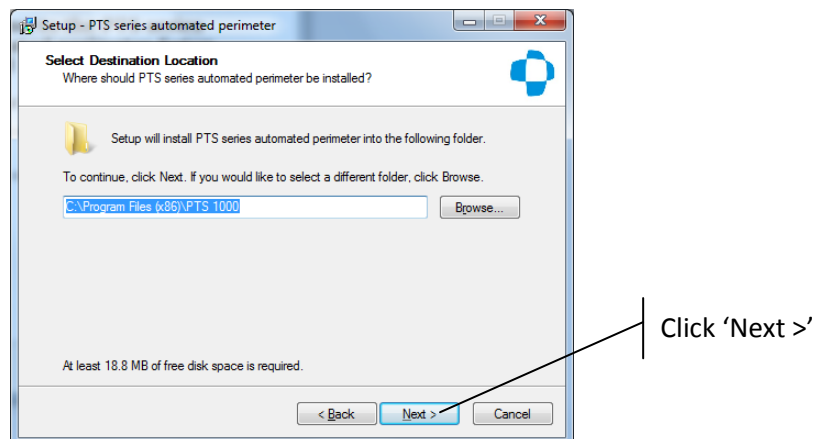 Setup - PTS series automated perimeter
Select Destination Location
Where should PTS series automated perimeter be installed?
Setup will install PTS series automated perimeter into the following folder.
To continue, click Next. If you would like to select a different folder, click Browse.
C:\Program Files (x86)\PTS 1000
Browse...
Click ‘Next >’
At least 18.8 MB of free disk space is required.
< Back
Next >
Cancel